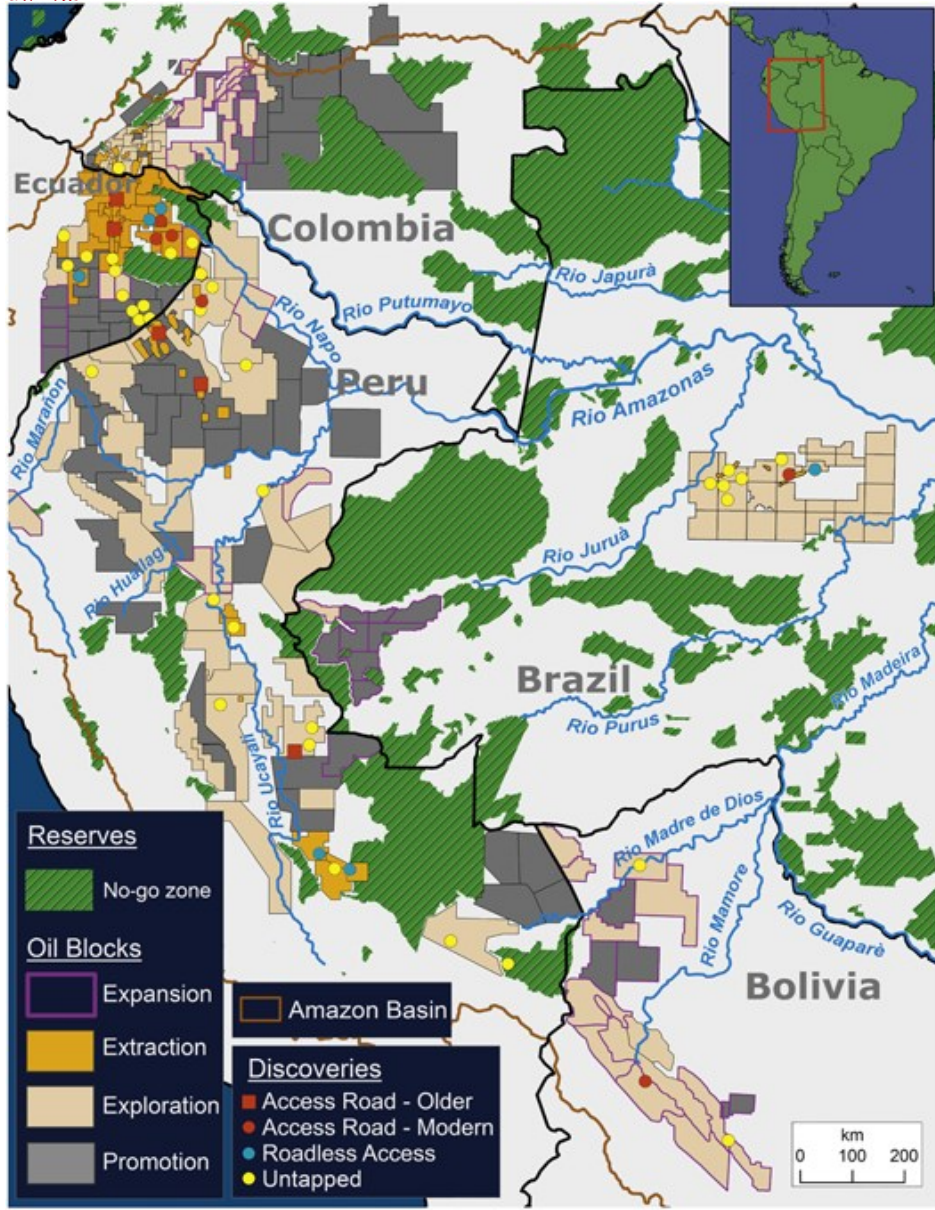 Ecuador
Colombia
Rio Japurà
Rio Putumayo
Rio Napo
Peru
Rio Amazonas
Rio Marañon
Rio Juruà
Rio Huallaga
Brazil
Rio Madeira
Rio Purus
Rio Ucayali
Rio Madre de Dios
Rio Mamore
Rio Guaparè
Bolivia
Reserves
No-go zone
Oil Blocks
Expansion
Extraction
Exploration
Promotion
Amazon Basin
Discoveries
Access Road - Older
Access Road - Modern
Roadless Access
Untapped
km
0 100 200